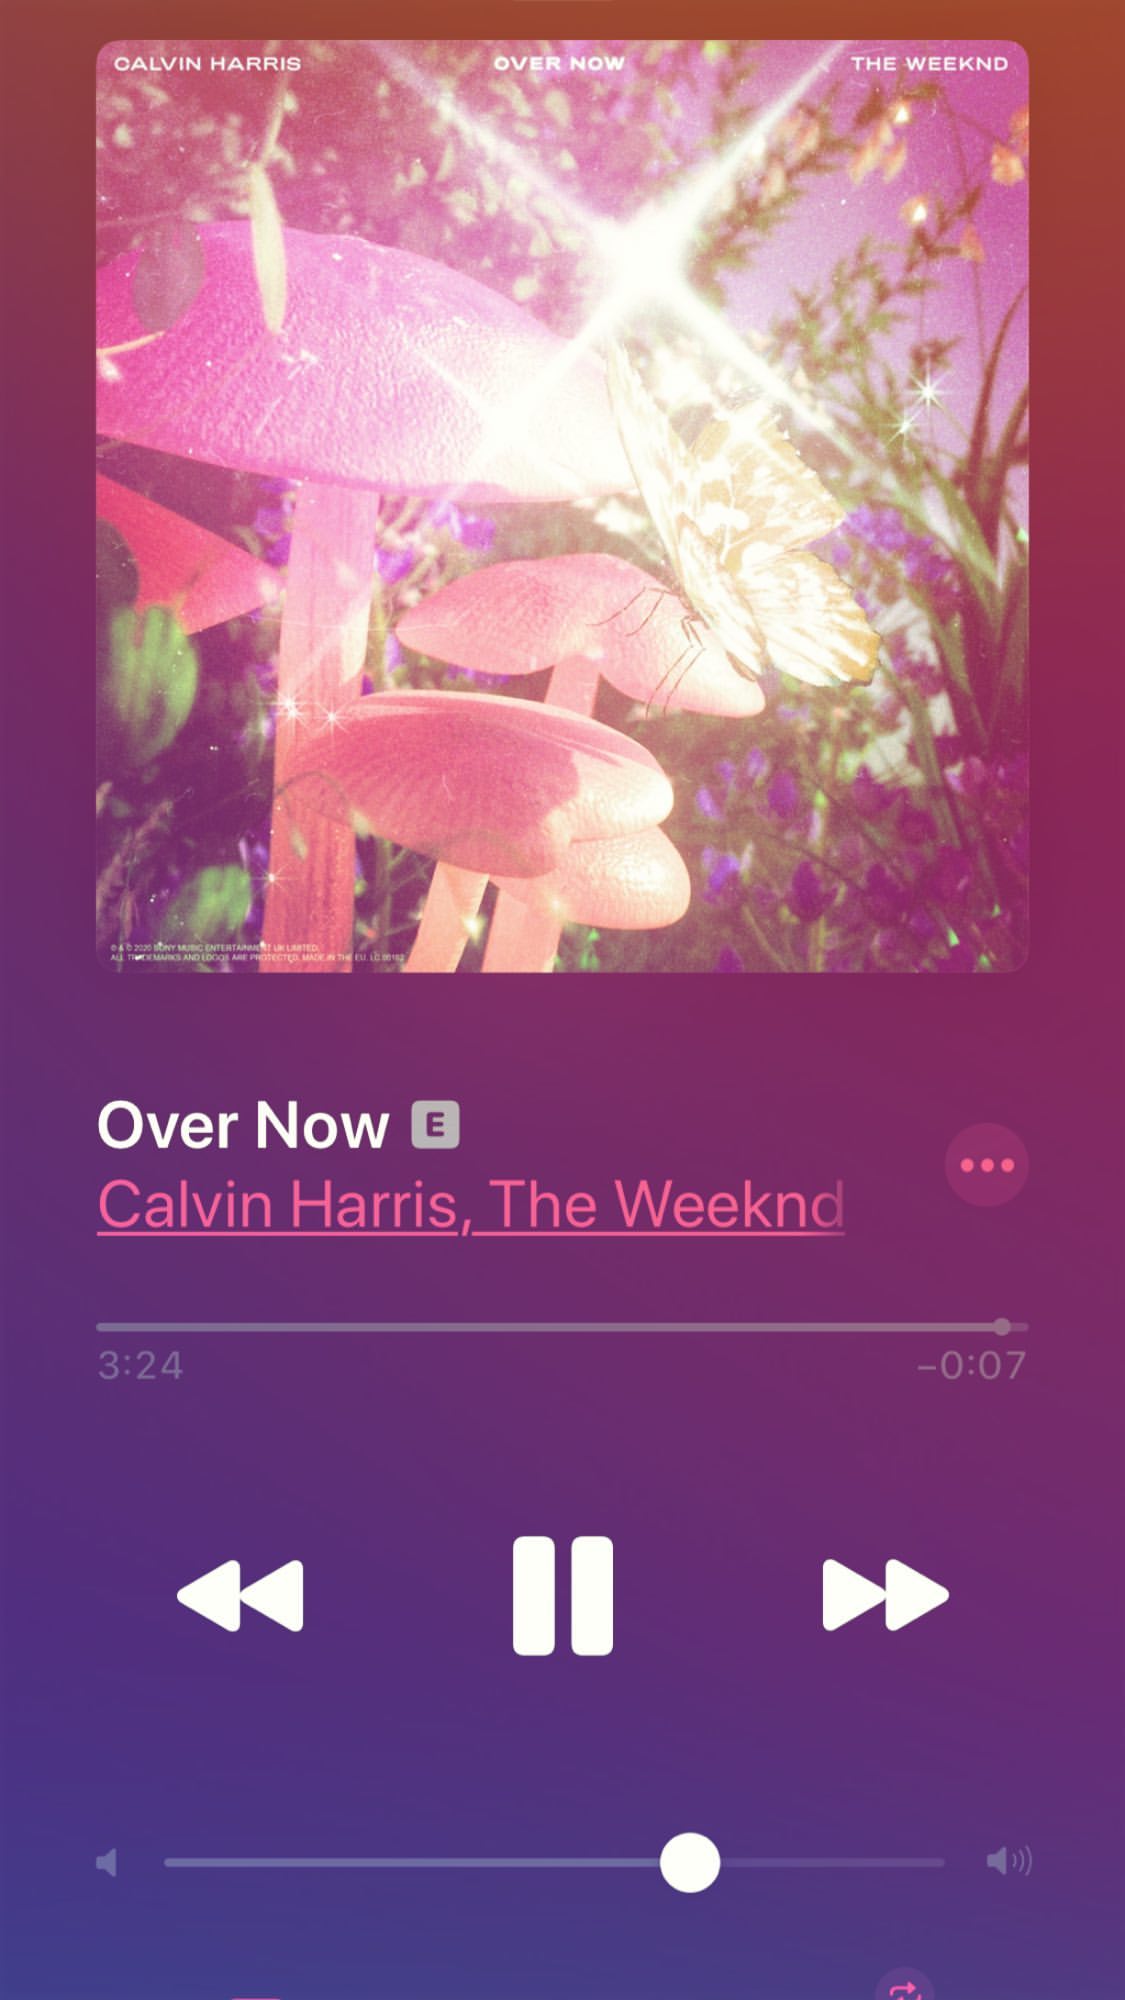 CALVIN HARRIS OVER NOW THE WEEKND
℗ & © 2020 SONY MUSIC ENTERTAINMENT UK LIMITED.
ALL TRADEMARKS AND LOGOS ARE PROTECTED. MADE IN THE EU. LC 00162
Over Now E
Calvin Harris, The Weeknd
3:24 -0:07